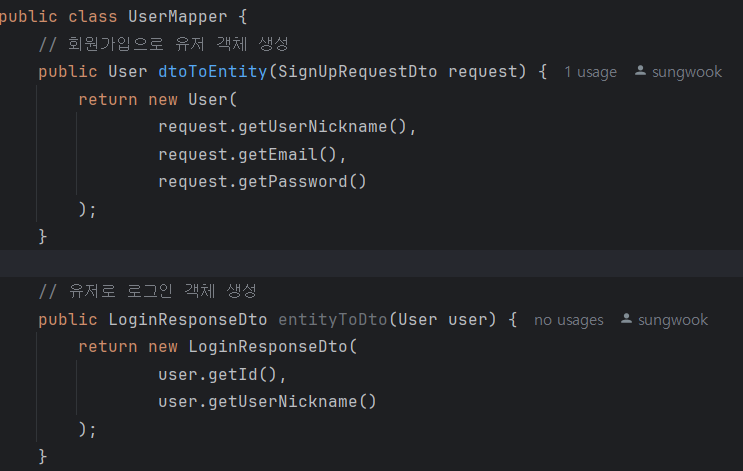 public class UserMapper {
// 회원가입으로 유저 객체 생성
public User dtoToEntity(SignUpRequestDto request) { 1 usage sungwook
return new User(
request.getUserNickname(),
request.getEmail(),
request.getPassword()
);
}
// 유저로 로그인 객체 생성
public LoginResponseDto entityToDto(User user) { no usages sungwook
return new LoginResponseDto(
user.getId(),
user.getUserNickname()
);
}